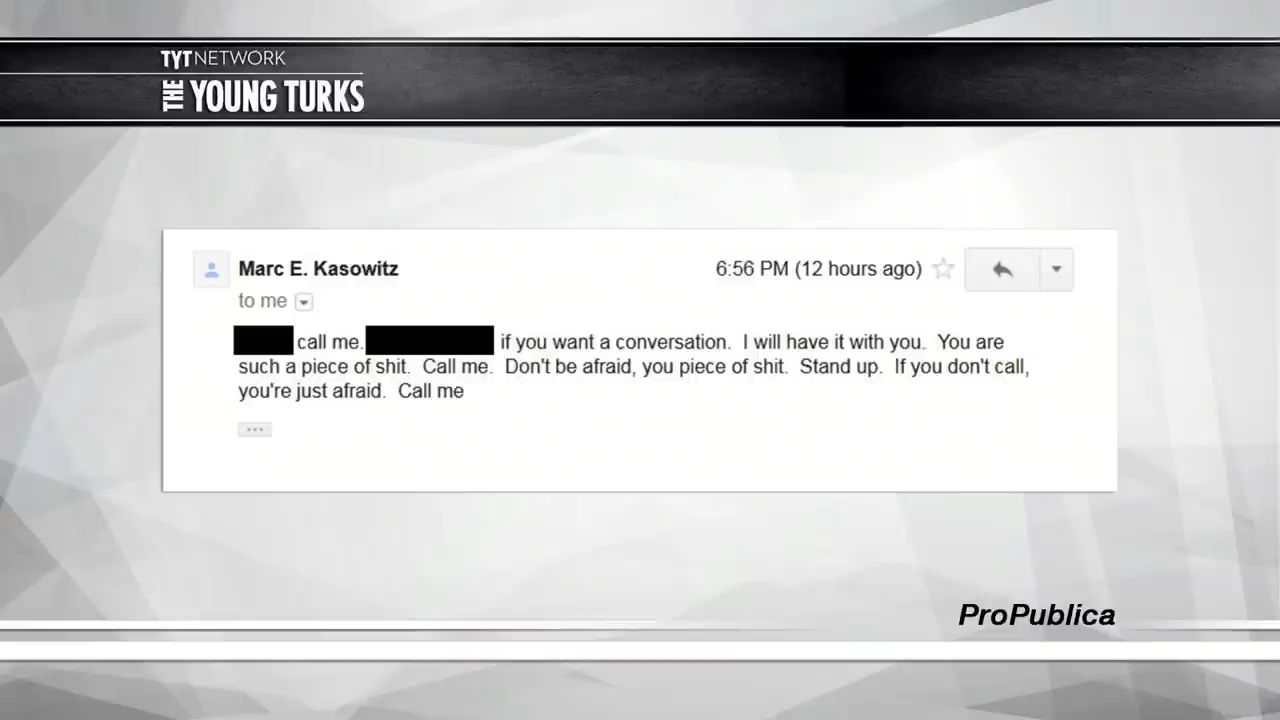 TYT NETWORK
THE YOUNG TURKS
Marc E. Kasowitz
6:56 PM (12 hours ago)
to me
call me. if you want a conversation.  I will have it with you.  You are
such a piece of shit.  Call me.  Don't be afraid, you piece of shit.  Stand up.  If you don't call,
you're just afraid.  Call me
...
ProPublica